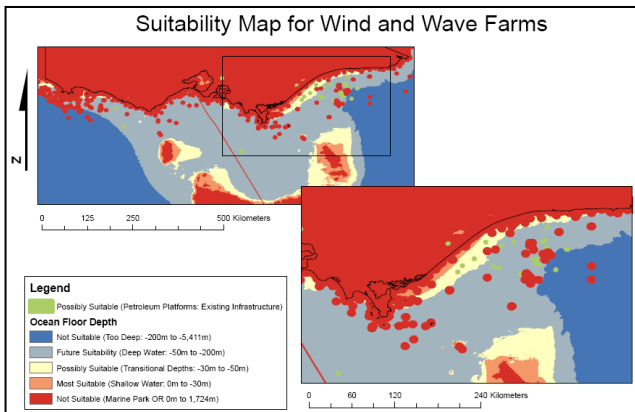 Suitability Map for Wind and Wave Farms
N
0 125 250 500 Kilometers
0 60 120 240 Kilometers
Legend
Possibly Suitable (Petroleum Platforms: Existing Infrastructure)
Ocean Floor Depth
Not Suitable (Too Deep: -200m to -5,411m)
Future Suitability (Deep Water: -50m to -200m)
Possibly Suitable (Transitional Depths: -30m to -50m)
Most Suitable (Shallow Water: 0m to -30m)
Not Suitable (Marine Park OR 0m to 1,724m)